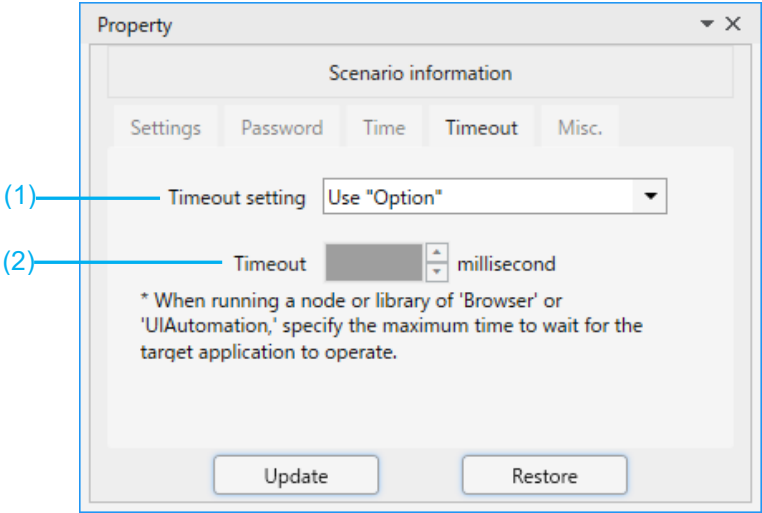 Property
Scenario information
Settings Password Time Timeout Misc.
(1) Timeout setting Use "Option"
(2) Timeout millisecond
* When running a node or library of 'Browser' or
'UIAutomation,' specify the maximum time to wait for the
target application to operate.
Update Restore